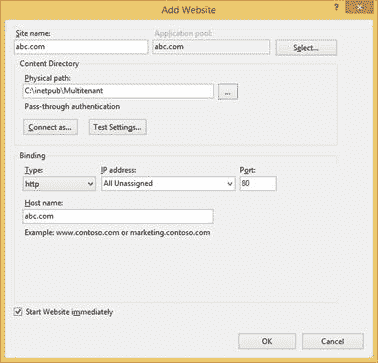 Add Website
?
Site name:
Application pool:
abc.com
abc.com
Select...
Content Directory
Physical path:
C:\inetpub\Multitenant
...
Pass-through authentication
Connect as...
Test Settings...
Binding
Type:
IP address:
Port:
http
All Unassigned
80
Host name:
abc.com
Example: www.contoso.com or marketing.contoso.com
Start Website immediately
OK
Cancel